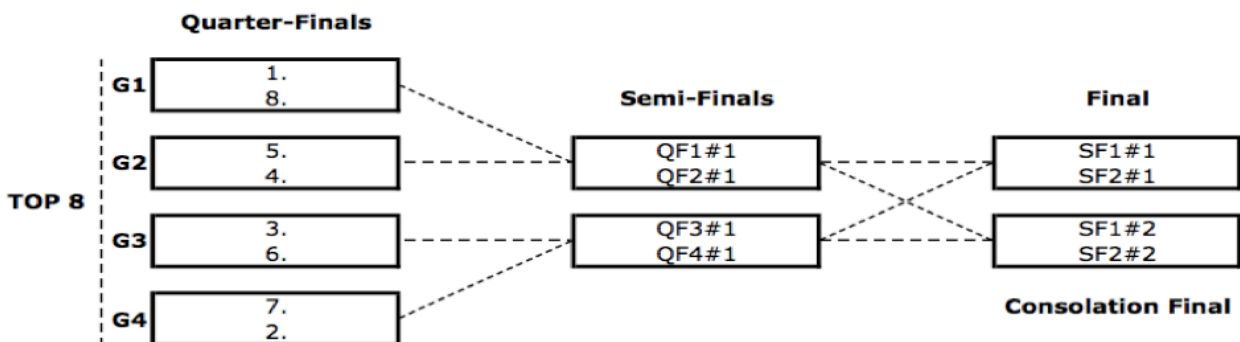 Quarter-Finals
G1
1.
8.
Semi-Finals
Final
G2
5.
4.
QF1#1
QF2#1
SF1#1
SF2#1
TOP 8
G3
3.
6.
QF3#1
QF4#1
SF1#2
SF2#2
G4
7.
2.
Consolation Final